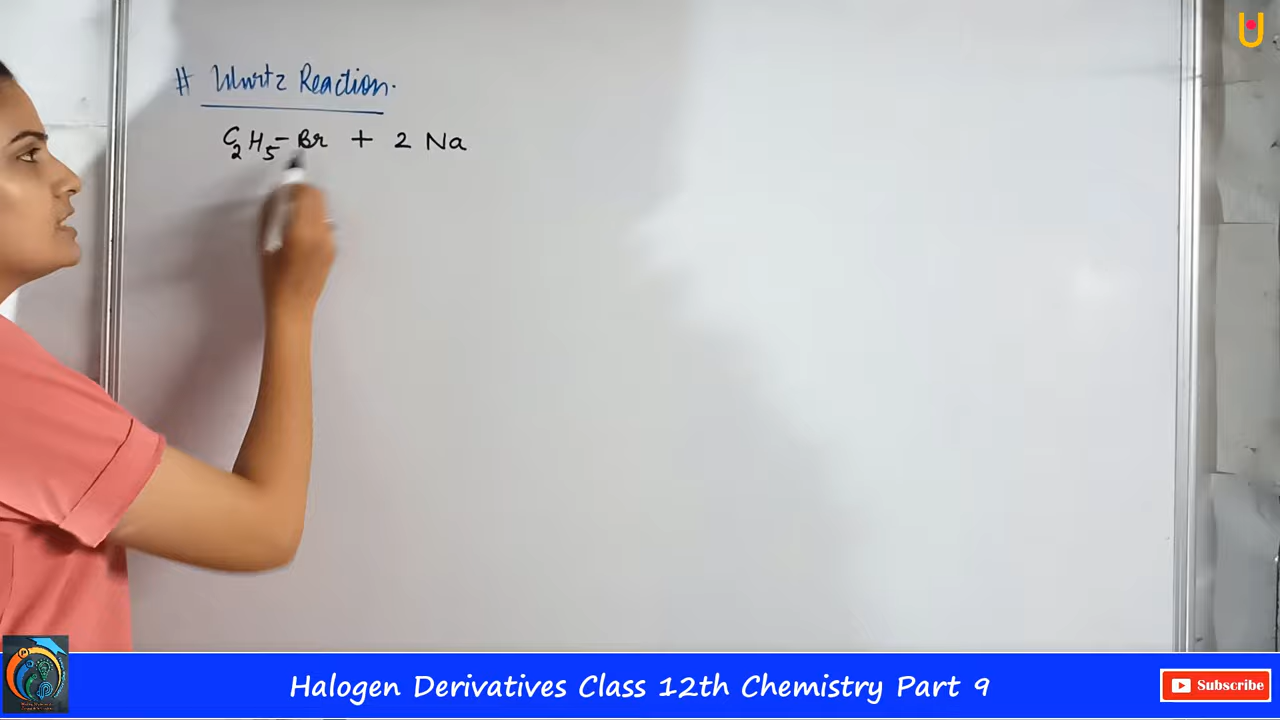 # Wurtz Reaction.
C2H5-Br + 2 Na
Halogen Derivatives Class 12th Chemistry Part 9
Subscribe